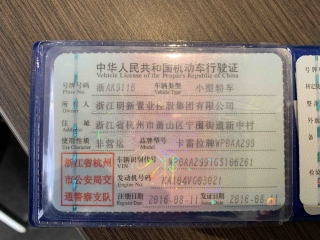 中华人民共和国机动车行驶证
Vehicle License of the People's Republic of China
号牌号码 浙AK9116 车辆类型 小型轿车
Plate No. Vehicle Type
所有人 浙江明新置业控股集团有限公司
Owner
住址 浙江省杭州市萧山区宁围街道新中村
Address
使用性质 非营运 品牌型号 卡雷拉牌WP0AA299
Use Character Model
浙江省杭州市公安局交通警察支队
车辆识别代号
VIN
发动机号码
Engine No.
注册日期 2016-08-11 发证日期 2016-08-
Register Date Issue Date